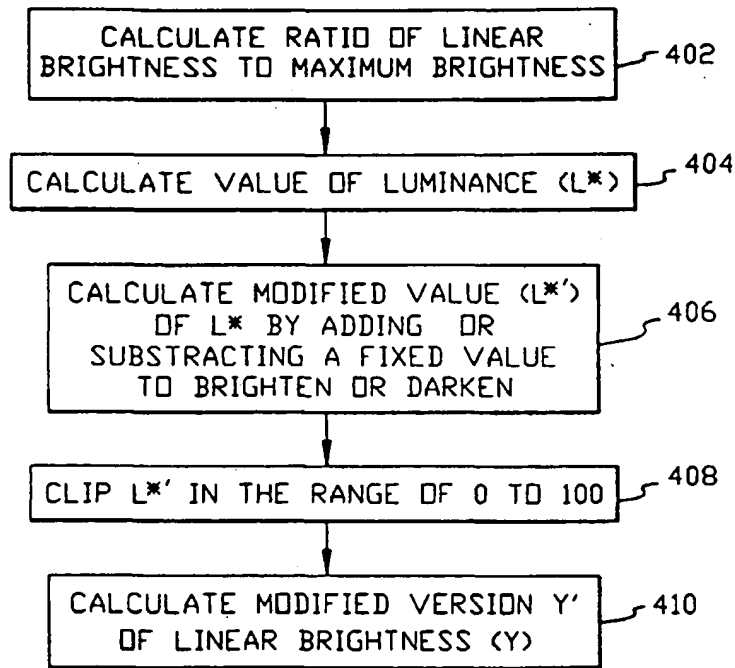 CALCULATE RATIO OF LINEAR
BRIGHTNESS TO MAXIMUM BRIGHTNESS
402
CALCULATE VALUE OF LUMINANCE (L*)
404
CALCULATE MODIFIED VALUE (L*′)
OF L* BY ADDING OR
SUBSTRACTING A FIXED VALUE
TO BRIGHTEN OR DARKEN
406
CLIP L*′ IN THE RANGE OF 0 TO 100
408
CALCULATE MODIFIED VERSION Y'
OF LINEAR BRIGHTNESS (Y)
410